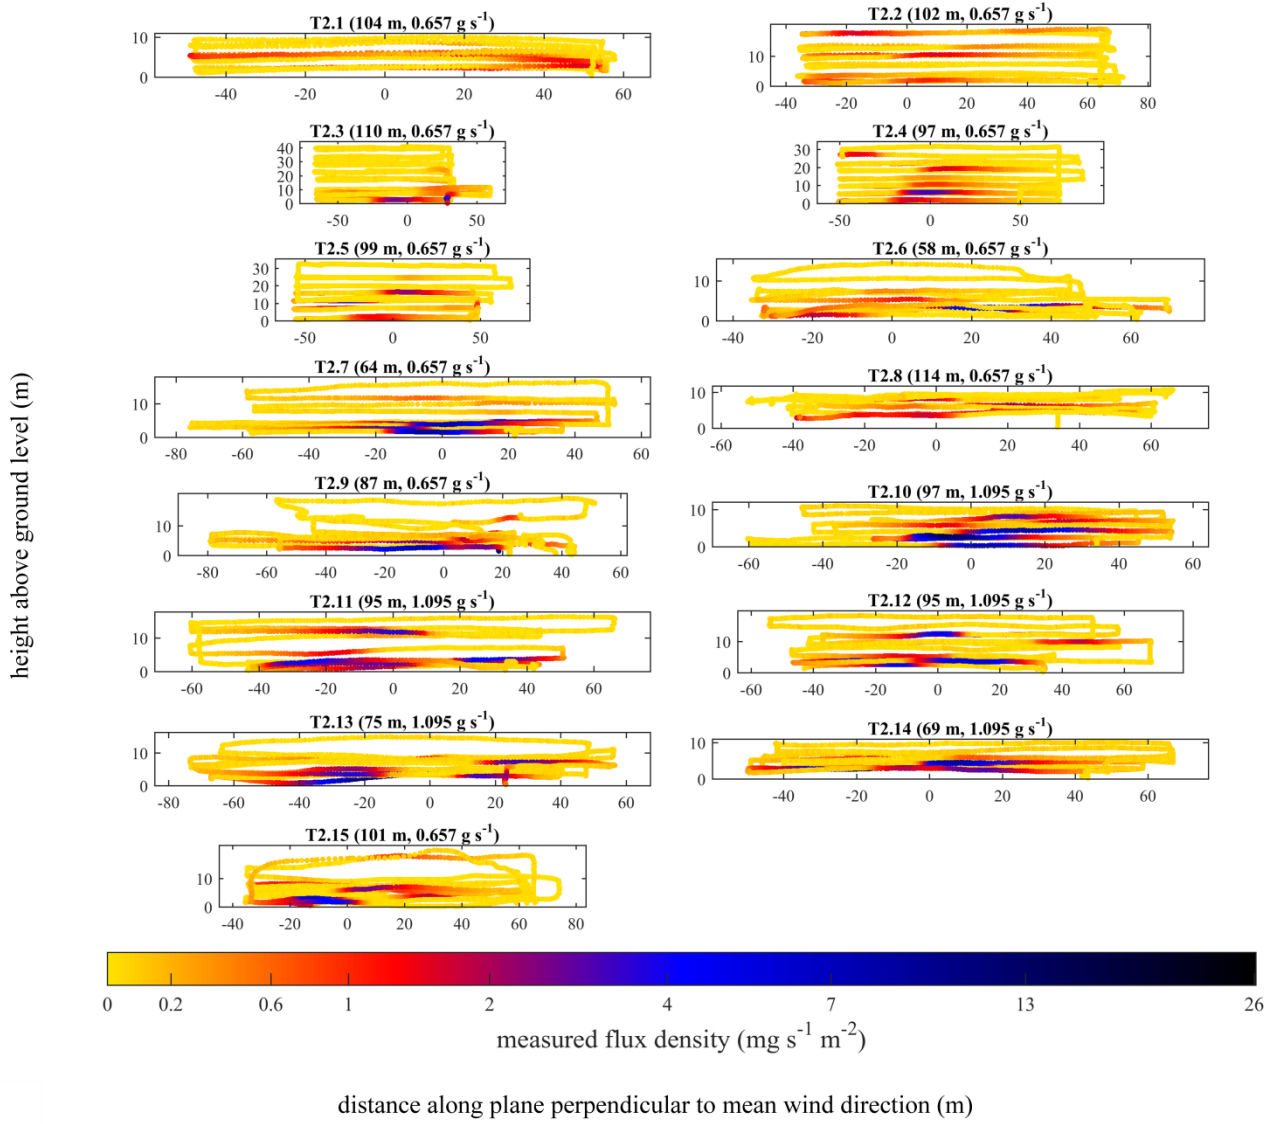 T2.1 (104 m, 0.657 g s-1)
10
0
-40 -20 0 20 40 60
T2.2 (102 m, 0.657 g s-1)
10
0
-40 -20 0 20 40 60 80
T2.3 (110 m, 0.657 g s-1)
40
30
20
10
0
-50 0 50
T2.4 (97 m, 0.657 g s-1)
30
20
10
0
-50 0 50
T2.5 (99 m, 0.657 g s-1)
30
20
10
0
-50 0 50
T2.6 (58 m, 0.657 g s-1)
10
0
-40 -20 0 20 40 60
T2.7 (64 m, 0.657 g s-1)
10
0
-80 -60 -40 -20 0 20 40 60
T2.8 (114 m, 0.657 g s-1)
10
0
-60 -40 -20 0 20 40 60
T2.9 (87 m, 0.657 g s-1)
10
0
-80 -60 -40 -20 0 20 40 60
T2.10 (97 m, 1.095 g s-1)
10
0
-60 -40 -20 0 20 40 60
T2.11 (95 m, 1.095 g s-1)
10
0
-60 -40 -20 0 20 40 60
T2.12 (95 m, 1.095 g s-1)
10
0
-60 -40 -20 0 20 40 60
T2.13 (75 m, 1.095 g s-1)
10
0
-80 -60 -40 -20 0 20 40 60
T2.14 (69 m, 1.095 g s-1)
10
0
-40 -20 0 20 40 60
T2.15 (101 m, 0.657 g s-1)
10
0
-40 -20 0 20 40 60 80
height above ground level (m)
0 0.2 0.6 1 2 4 7 13 26
measured flux density (mg s-1 m-2)
distance along plane perpendicular to mean wind direction (m)